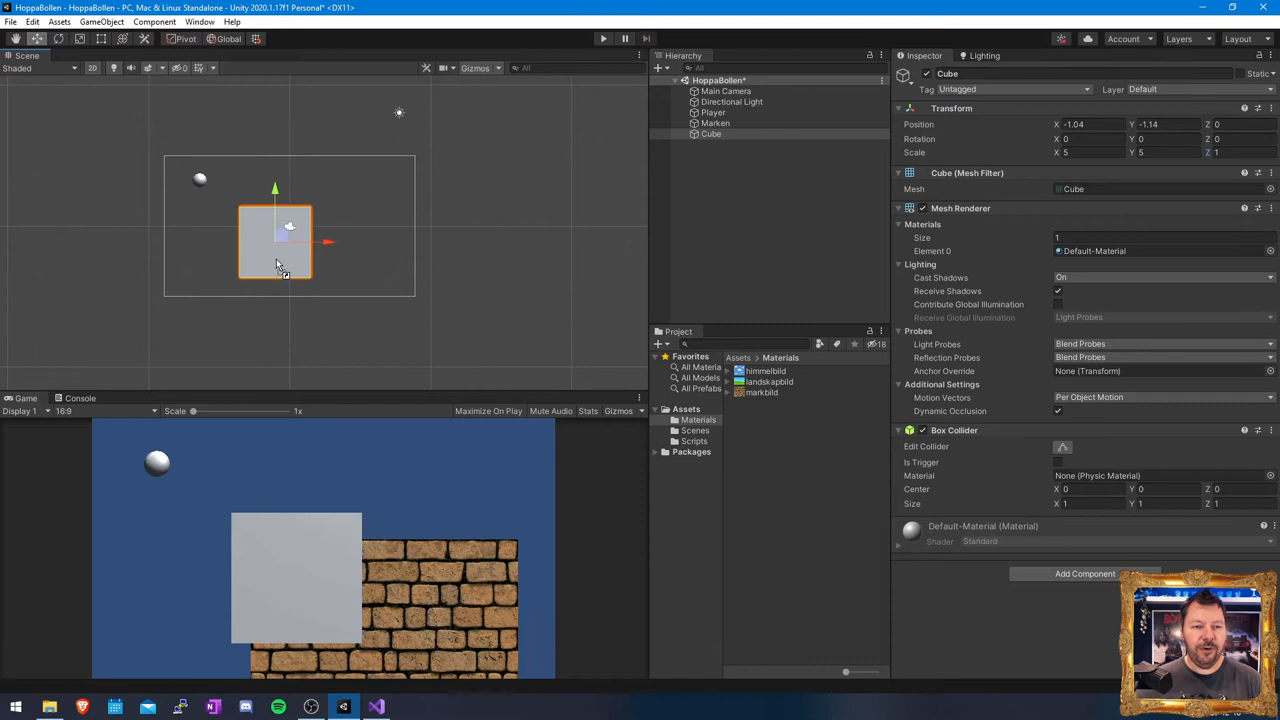 HoppaBollen - HoppaBollen - PC, Mac & Linux Standalone - Unity 2020.1.17f1 Personal* <DX11>
File Edit Assets GameObject Component Window Help
Pivot Global Account Layers Layout
Scene
Shaded 2D 0 Gizmos All
Hierarchy
All
HoppaBollen*
Main Camera
Directional Light
Player
Marken
Cube
Project
18
Favorites
All Materia
All Models
All Prefabs
Assets
Materials
Scenes
Scripts
Packages
Assets > Materials
himmelbild
landskapbild
markbild
Game Console
Display 1 16:9 Scale 1x Maximize On Play Mute Audio Stats Gizmos
Inspector Lighting
Cube Static
Tag Untagged Layer Default
Transform
Position X -1.04 Y -1.14 Z 0
Rotation X 0 Y 0 Z 0
Scale X 5 Y 5 Z 1
Cube (Mesh Filter)
Mesh Cube
Mesh Renderer
Materials
Size 1
Element 0 Default-Material
Lighting
Cast Shadows On
Receive Shadows
Contribute Global Illumination
Receive Global Illumination Light Probes
Probes
Light Probes Blend Probes
Reflection Probes Blend Probes
Anchor Override None (Transform)
Additional Settings
Motion Vectors Per Object Motion
Dynamic Occlusion
Box Collider
Edit Collider
Is Trigger
Material None (Physic Material)
Center X 0 Y 0 Z 0
Size X 1 Y 1 Z 1
Default-Material (Material)
Shader Standard
Add Component